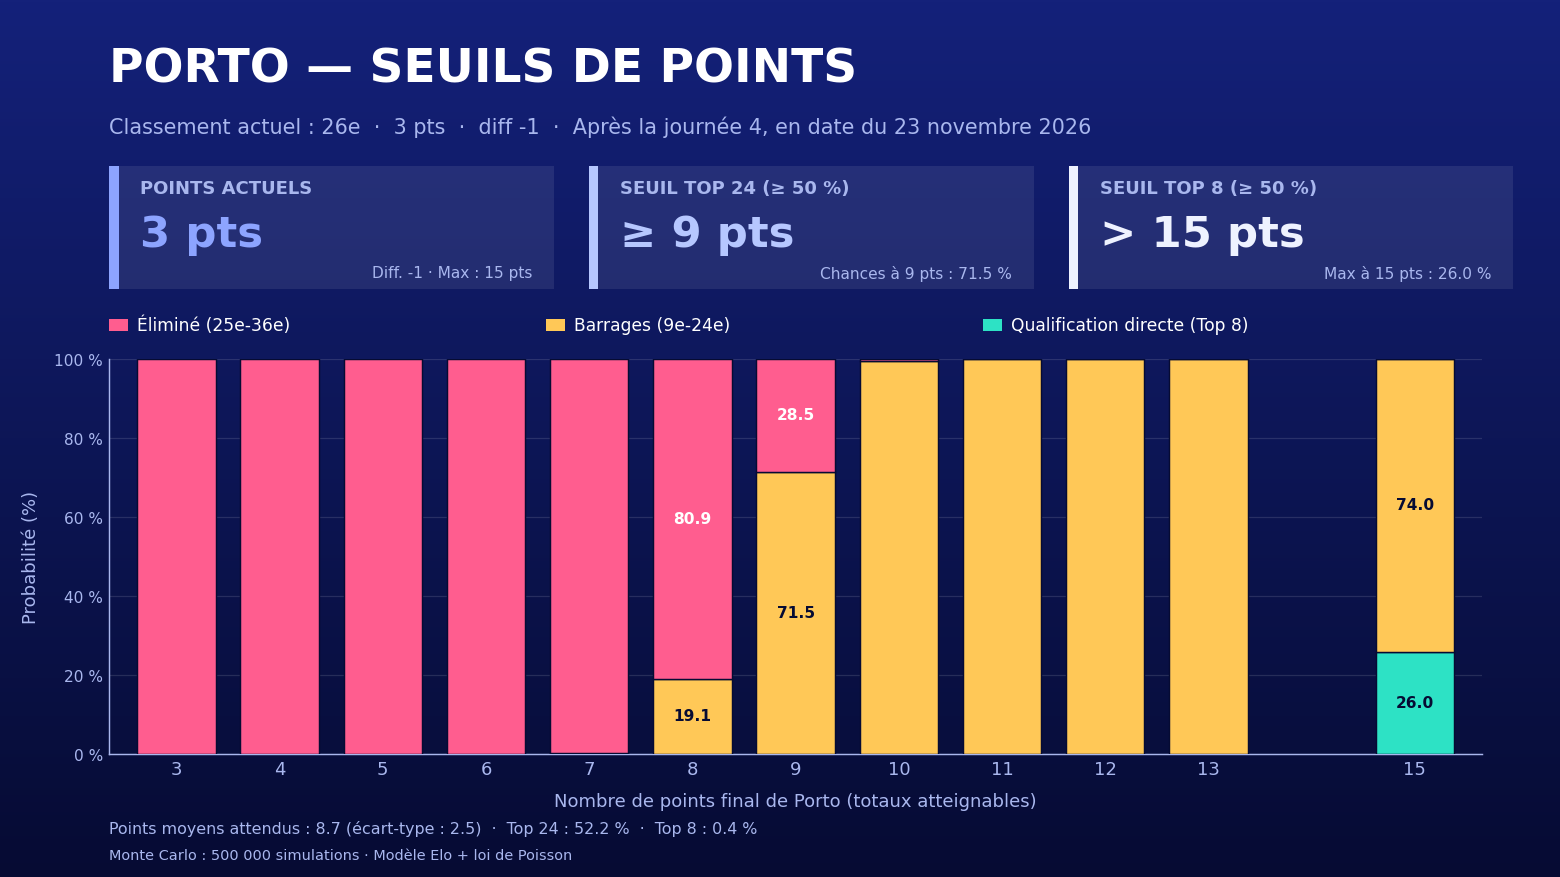 PORTO — SEUILS DE POINTS
Classement actuel : 26e · 3 pts · diff -1 · Après la journée 4, en date du 23 novembre 2026
POINTS ACTUELS
3 pts
Diff. -1 · Max : 15 pts
SEUIL TOP 24 (≥ 50 %)
≥ 9 pts
Chances à 9 pts : 71.5 %
SEUIL TOP 8 (≥ 50 %)
> 15 pts
Max à 15 pts : 26.0 %
Éliminé (25e-36e)
Barrages (9e-24e)
Qualification directe (Top 8)
Probabilité (%)
100 %
80 %
60 %
40 %
20 %
0 %
80.9
19.1
28.5
71.5
74.0
26.0
3 4 5 6 7 8 9 10 11 12 13 15
Nombre de points final de Porto (totaux atteignables)
Points moyens attendus : 8.7 (écart-type : 2.5) · Top 24 : 52.2 % · Top 8 : 0.4 %
Monte Carlo : 500 000 simulations · Modèle Elo + loi de Poisson